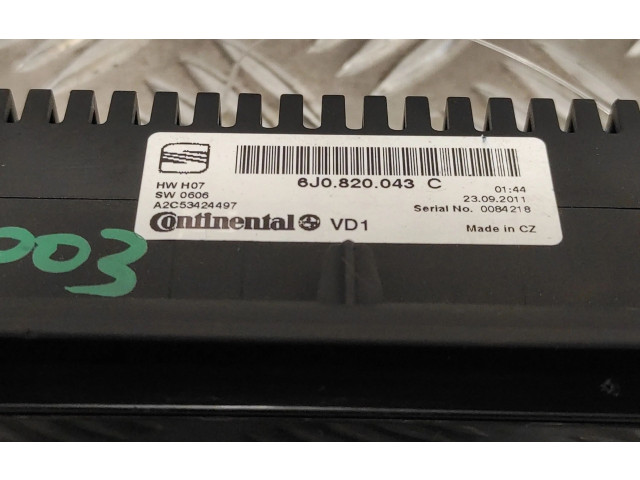 6J0.820.043 C
HW H07
SW 0606
A2C53424497
01:44
23.09.2011
Serial No. 0084218
Continental VD1
Made in CZ
003